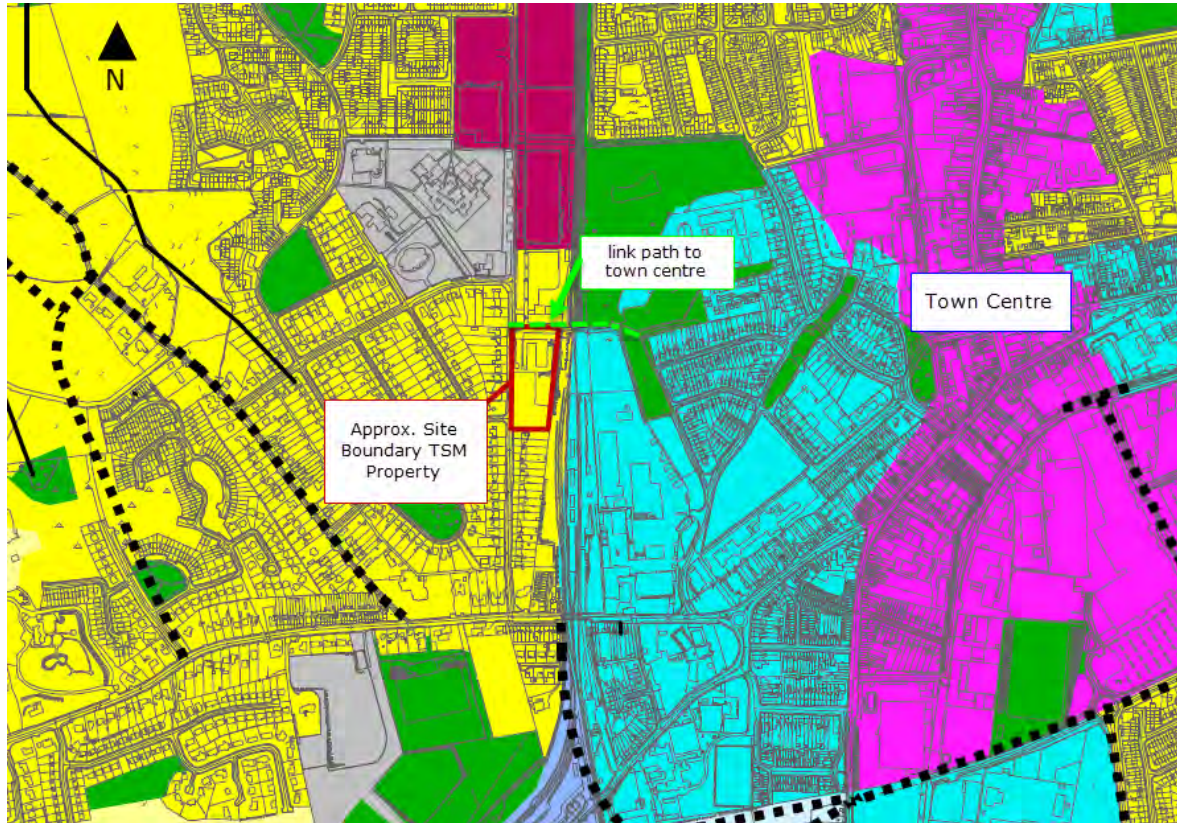 N
link path to
town centre
Town Centre
Approx. Site
Boundary TSM
Property